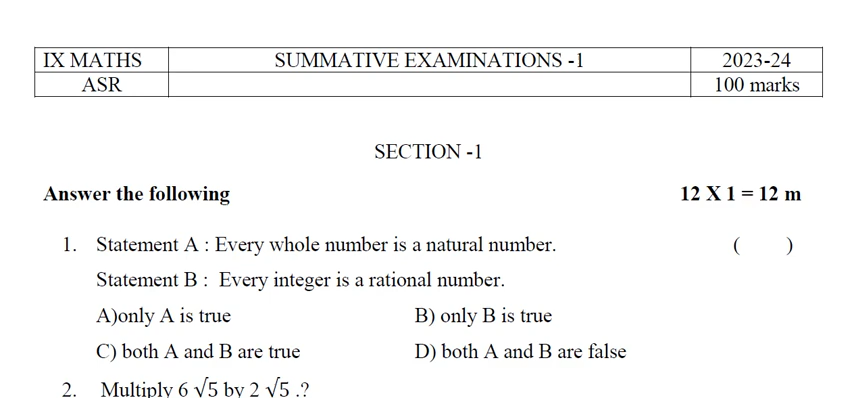 IX MATHS SUMMATIVE EXAMINATIONS -1 2023-24
ASR 100 marks
SECTION -1
Answer the following 12 X 1 = 12 m
1. Statement A : Every whole number is a natural number. ( )
Statement B : Every integer is a rational number.
A)only A is true B) only B is true
C) both A and B are true D) both A and B are false
2. Multiply 6 √5 by 2 √5 .?